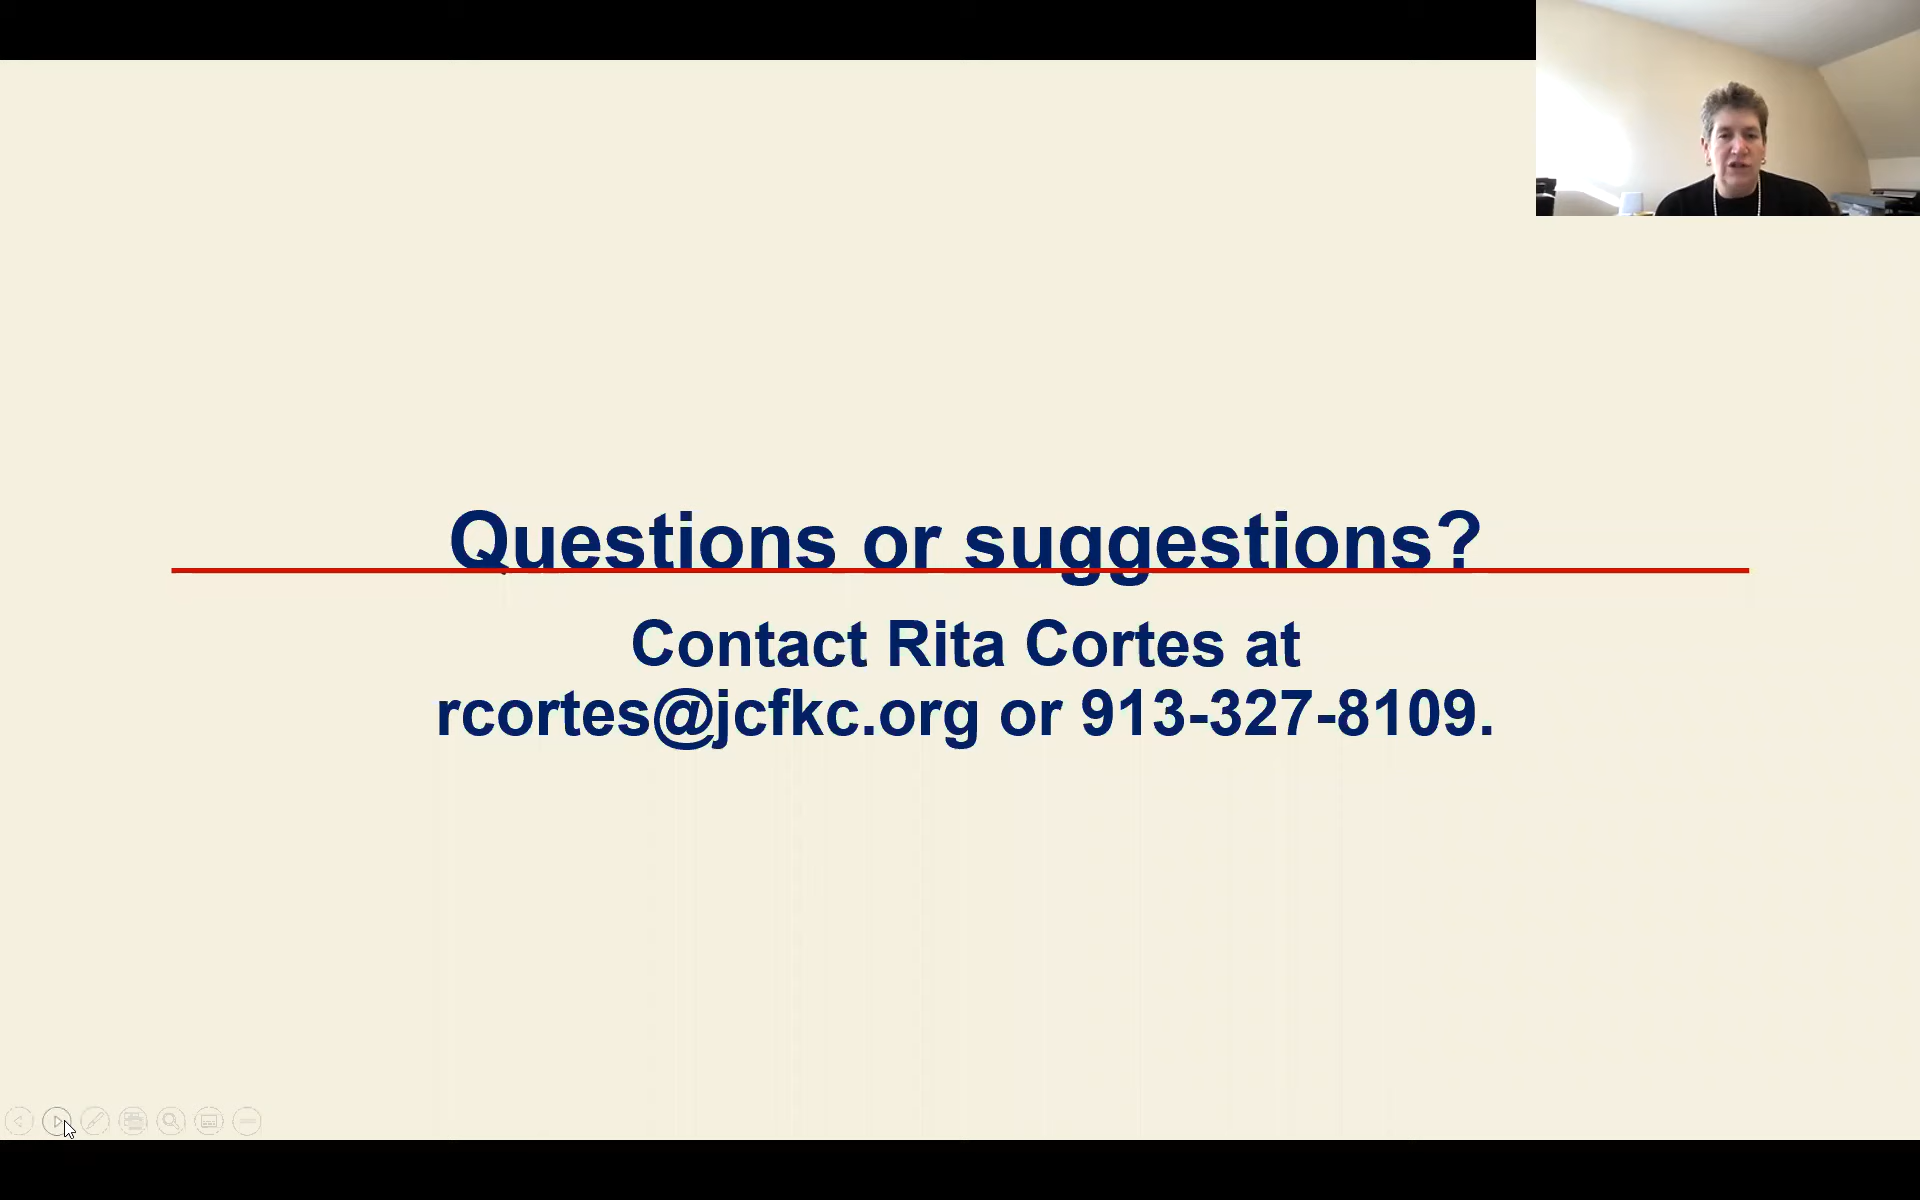 Questions or suggestions?
Contact Rita Cortes at
rcortes@jcfkc.org or 913-327-8109.